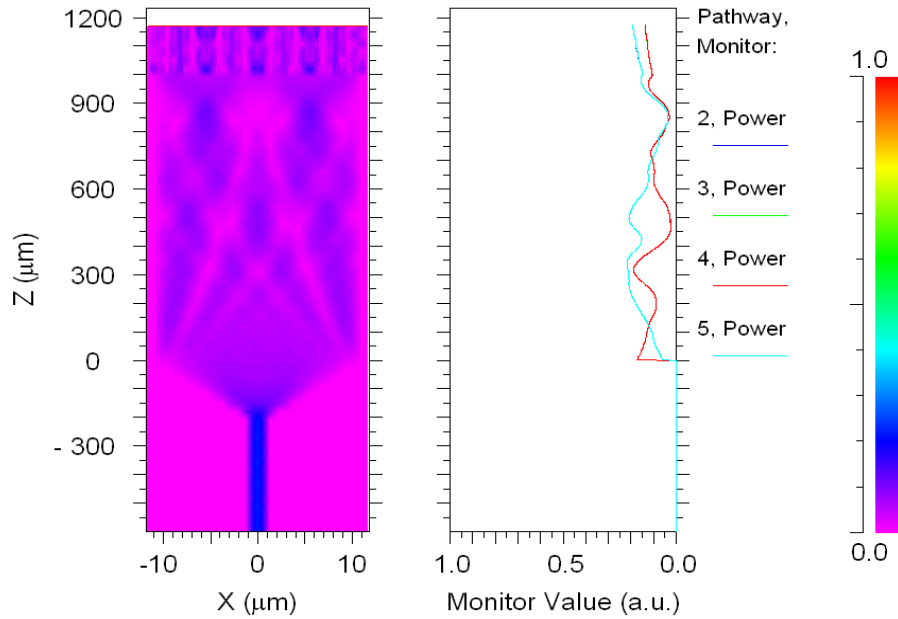 1200
900
600
300
0
- 300
Z (μm)
-10
0
10
X (μm)
1.0
0.5
0.0
Monitor Value (a.u.)
Pathway,
Monitor:
2, Power
3, Power
4, Power
5, Power
1.0
0.0